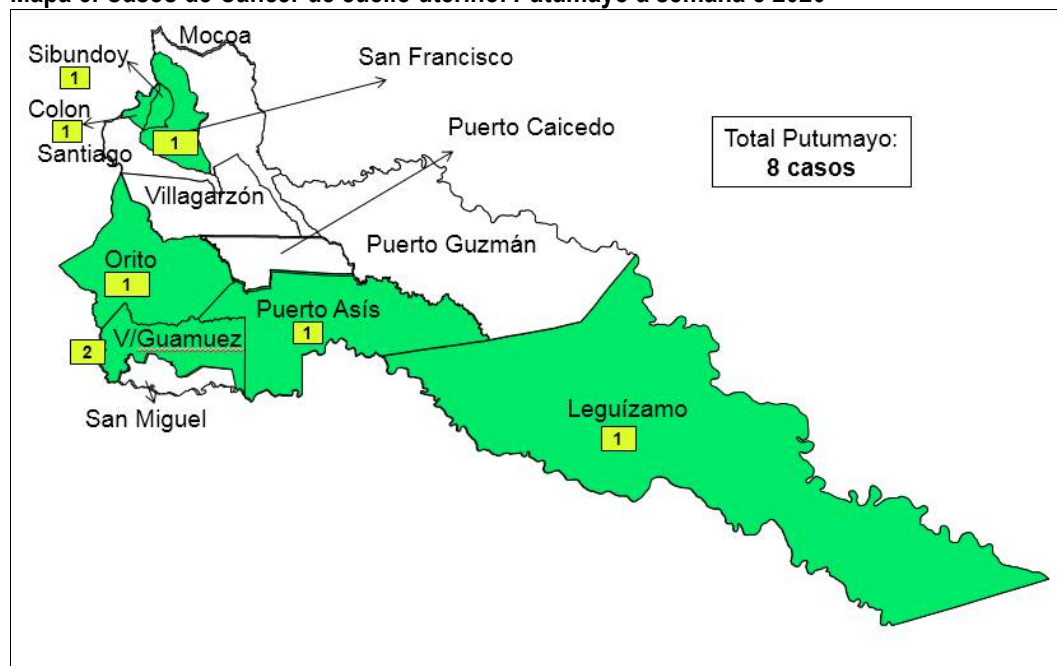 Mocoa
Sibundoy
1
San Francisco
Colon
1
1
Puerto Caicedo
Santiago
Total Putumayo:
8 casos
Villagarzón
Puerto Guzmán
Orito
1
Puerto Asís
1
V/Guamuez
2
San Miguel
Leguízamo
1